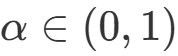 α ∈ (0, 1)